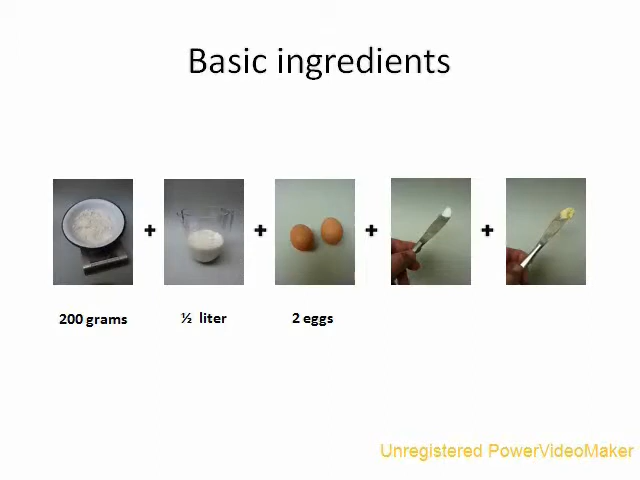 Basic ingredients
+ + + +
200 grams ½ liter 2 eggs
Unregistered PowerVideoMaker